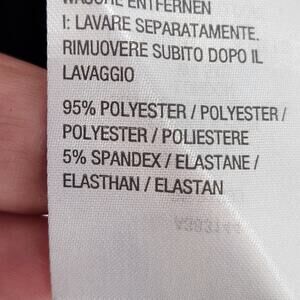 WÄSCHE ENTFERNEN
I: LAVARE SEPARATAMENTE.
RIMUOVERE SUBITO DOPO IL
LAVAGGIO
95% POLYESTER / POLYESTER /
POLYESTER / POLIESTERE
5% SPANDEX / ELASTANE /
ELASTHAN / ELASTAN